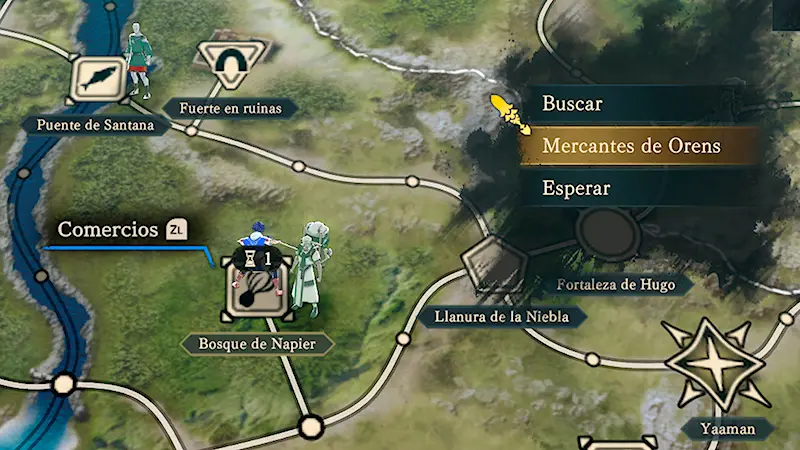 Buscar
Mercantes de Orens
Esperar
Puente de Santana
Fuerte en ruinas
Comercios ZL
1
Bosque de Napier
Fortaleza de Hugo
Llanura de la Niebla
Yaaman